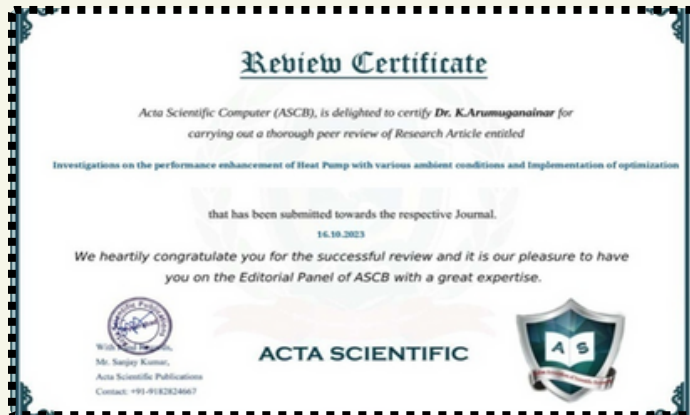 Review Certificate
Acta Scientific Computer (ASCB), is delighted to certify Dr. K.Arumuganainar for
carrying out a thorough peer review of Research Article entitled
Investigations on the performance enhancement of Heat Pump with various ambient conditions and Implementation of optimization
that has been submitted towards the respective Journal.
16.10.2023
We heartily congratulate you for the successful review and it is our pleasure to have
you on the Editorial Panel of ASCB with a great expertise.
With
Mr. Sanjay Kumar,
Acta Scientific Publications
Contact: +91-9182824667
ACTA SCIENTIFIC
A S